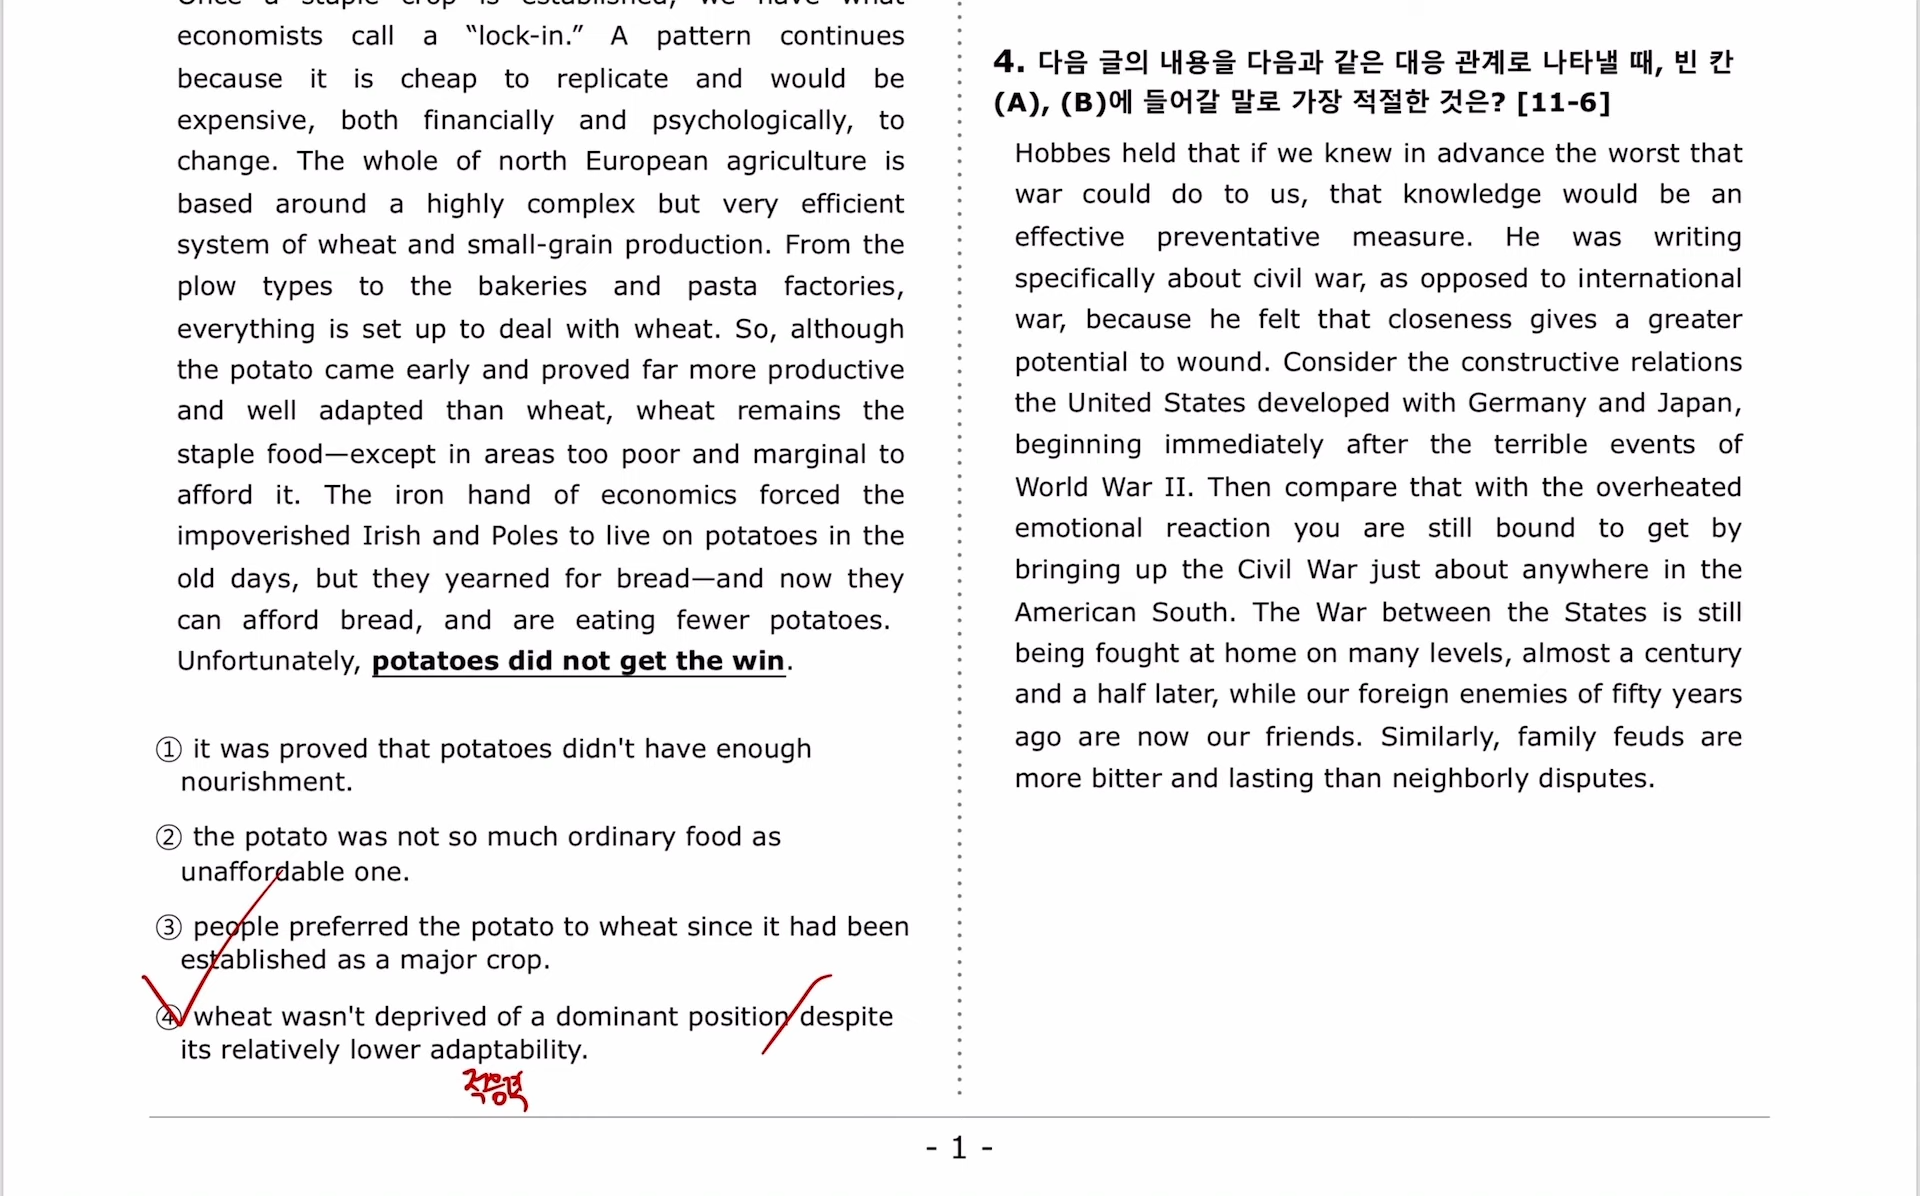 Once a staple crop is established, we have what
economists call a “lock-in.” A pattern continues
because it is cheap to replicate and would be
expensive, both financially and psychologically, to
change. The whole of north European agriculture is
based around a highly complex but very efficient
system of wheat and small-grain production. From the
plow types to the bakeries and pasta factories,
everything is set up to deal with wheat. So, although
the potato came early and proved far more productive
and well adapted than wheat, wheat remains the
staple food—except in areas too poor and marginal to
afford it. The iron hand of economics forced the
impoverished Irish and Poles to live on potatoes in the
old days, but they yearned for bread—and now they
can afford bread, and are eating fewer potatoes.
Unfortunately, potatoes did not get the win.
① it was proved that potatoes didn't have enough
nourishment.
② the potato was not so much ordinary food as
unaffordable one.
③ people preferred the potato to wheat since it had been
established as a major crop.
④ wheat wasn't deprived of a dominant position despite
its relatively lower adaptability.
적응력
4. 다음 글의 내용을 다음과 같은 대응 관계로 나타낼 때, 빈 칸
(A), (B)에 들어갈 말로 가장 적절한 것은? [11-6]
Hobbes held that if we knew in advance the worst that
war could do to us, that knowledge would be an
effective preventative measure. He was writing
specifically about civil war, as opposed to international
war, because he felt that closeness gives a greater
potential to wound. Consider the constructive relations
the United States developed with Germany and Japan,
beginning immediately after the terrible events of
World War II. Then compare that with the overheated
emotional reaction you are still bound to get by
bringing up the Civil War just about anywhere in the
American South. The War between the States is still
being fought at home on many levels, almost a century
and a half later, while our foreign enemies of fifty years
ago are now our friends. Similarly, family feuds are
more bitter and lasting than neighborly disputes.
- 1 -